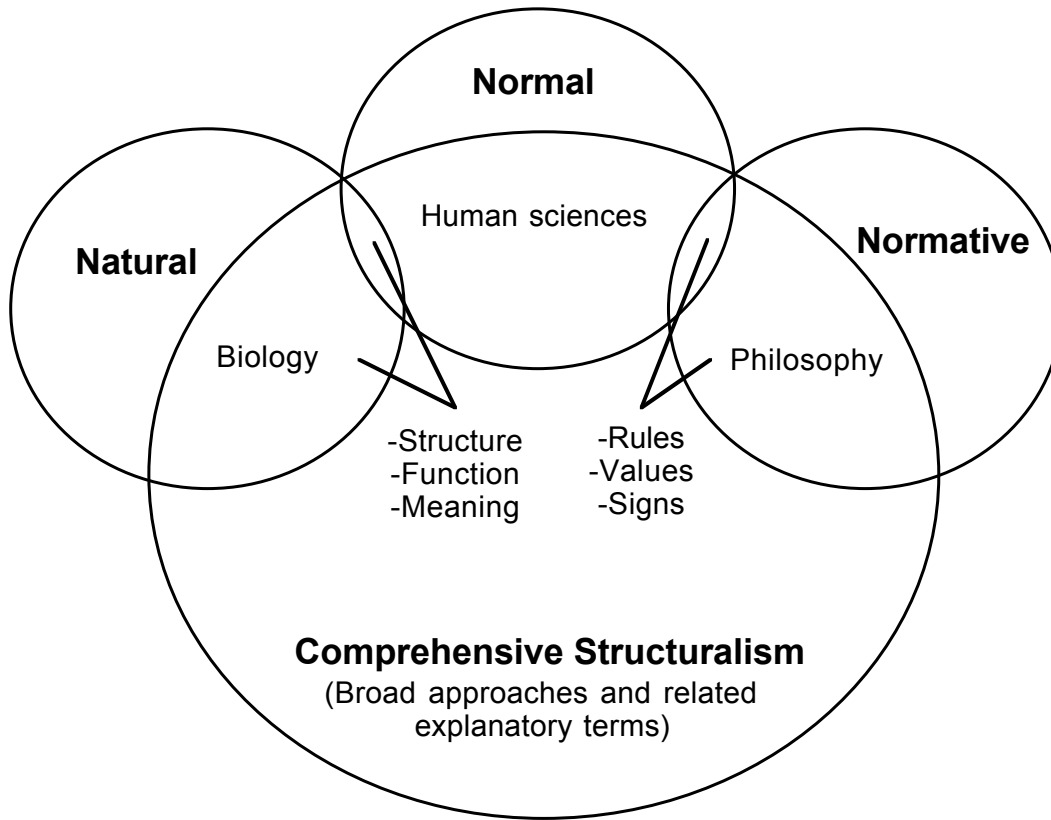 Normal
Human sciences
Natural
Normative
Biology
Philosophy
-Structure
-Function
-Meaning
-Rules
-Values
-Signs
Comprehensive Structuralism
(Broad approaches and related
explanatory terms)